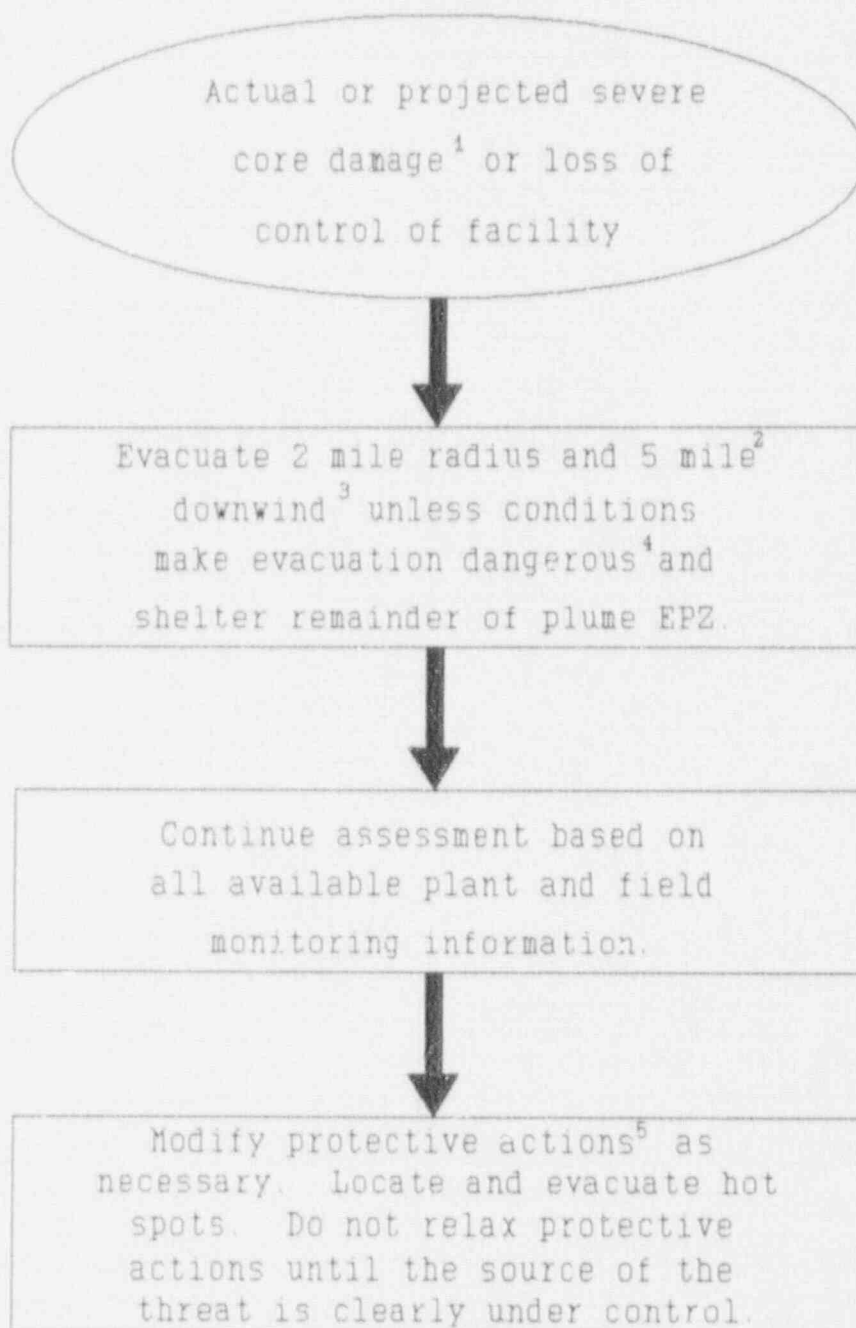 Actual or projected severe
core damage¹ or loss of
control of facility
Evacuate 2 mile radius and 5 mile²
downwind³ unless conditions
make evacuation dangerous⁴ and
shelter remainder of plume EPZ.
Continue assessment based on
all available plant and field
monitoring information.
Modify protective actions⁵ as
necessary. Locate and evacuate hot
spots. Do not relax protective
actions until the source of the
threat is clearly under control.